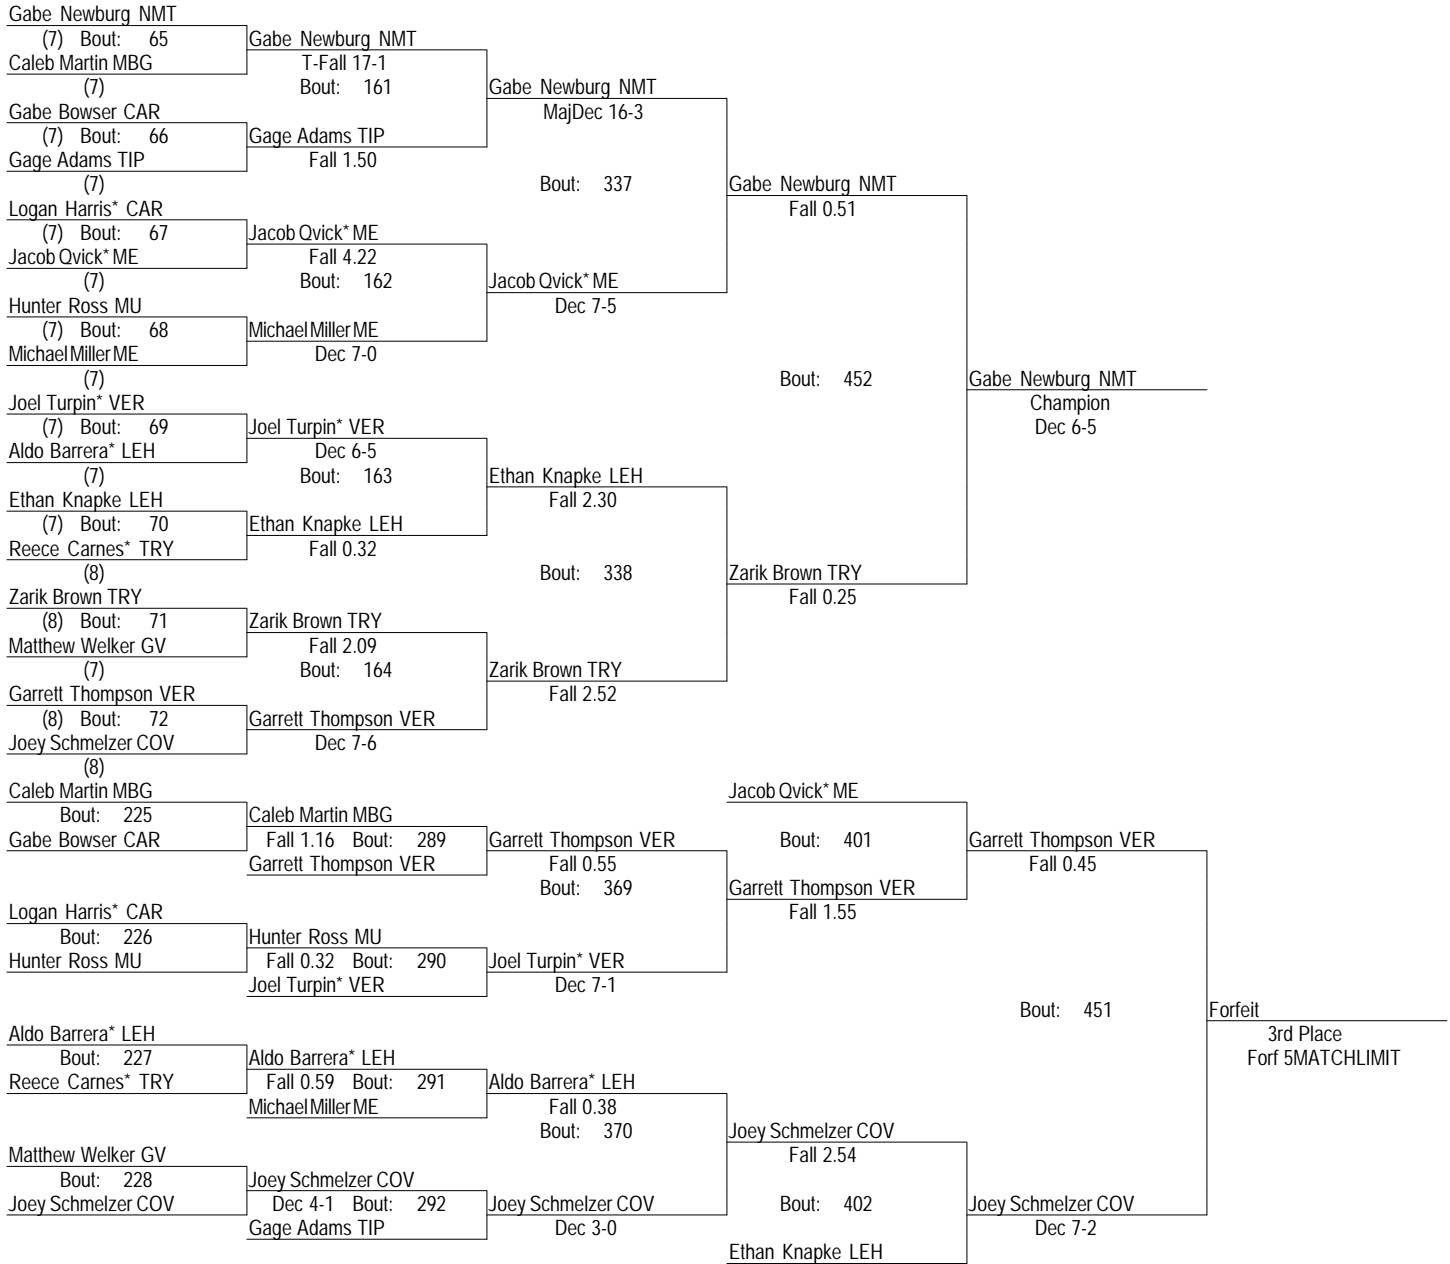 Gabe Newburg NMT
(7) Bout: 65 Gabe Newburg NMT
Caleb Martin MBG T-Fall 17-1
(7) Bout: 161 Gabe Newburg NMT
Gabe Bowser CAR MajDec 16-3
(7) Bout: 66 Gage Adams TIP
Gage Adams TIP Fall 1.50
(7) Bout: 337 Gabe Newburg NMT
Logan Harris* CAR Fall 0.51
(7) Bout: 67 Jacob Qvick* ME
Jacob Qvick* ME Fall 4.22
(7) Bout: 162 Jacob Qvick* ME
Hunter Ross MU Dec 7-5
(7) Bout: 68 Michael Miller ME
Michael Miller ME Dec 7-0
(7) Bout: 452 Gabe Newburg NMT
Joel Turpin* VER Champion
(7) Bout: 69 Joel Turpin* VER Dec 6-5
Aldo Barrera* LEH Dec 6-5
(7) Bout: 163 Ethan Knapke LEH
Ethan Knapke LEH Fall 2.30
(7) Bout: 70 Ethan Knapke LEH
Reece Carnes* TRY Fall 0.32
(8) Bout: 338 Zarik Brown TRY
Zarik Brown TRY Fall 0.25
(8) Bout: 71 Zarik Brown TRY
Matthew Welker GV Fall 2.09
(7) Bout: 164 Zarik Brown TRY
Garrett Thompson VER Fall 2.52
(8) Bout: 72 Garrett Thompson VER
Joey Schmelzer COV Dec 7-6
(8)
Caleb Martin MBG Jacob Qvick* ME
Bout: 225 Caleb Martin MBG
Gabe Bowser CAR Fall 1.16 Bout: 289 Garrett Thompson VER Bout: 401 Garrett Thompson VER
Garrett Thompson VER Fall 0.55 Fall 0.45
Bout: 369 Garrett Thompson VER
Logan Harris* CAR Fall 1.55
Bout: 226 Hunter Ross MU
Hunter Ross MU Fall 0.32 Bout: 290 Joel Turpin* VER
Joel Turpin* VER Dec 7-1
Bout: 451 Forfeit
Aldo Barrera* LEH 3rd Place
Bout: 227 Aldo Barrera* LEH Forf 5MATCHLIMIT
Reece Carnes* TRY Fall 0.59 Bout: 291 Aldo Barrera* LEH
Michael Miller ME Fall 0.38
Bout: 370 Joey Schmelzer COV
Matthew Welker GV Fall 2.54
Bout: 228 Joey Schmelzer COV
Joey Schmelzer COV Dec 4-1 Bout: 292 Joey Schmelzer COV Bout: 402 Joey Schmelzer COV
Gage Adams TIP Dec 3-0 Dec 7-2
Ethan Knapke LEH